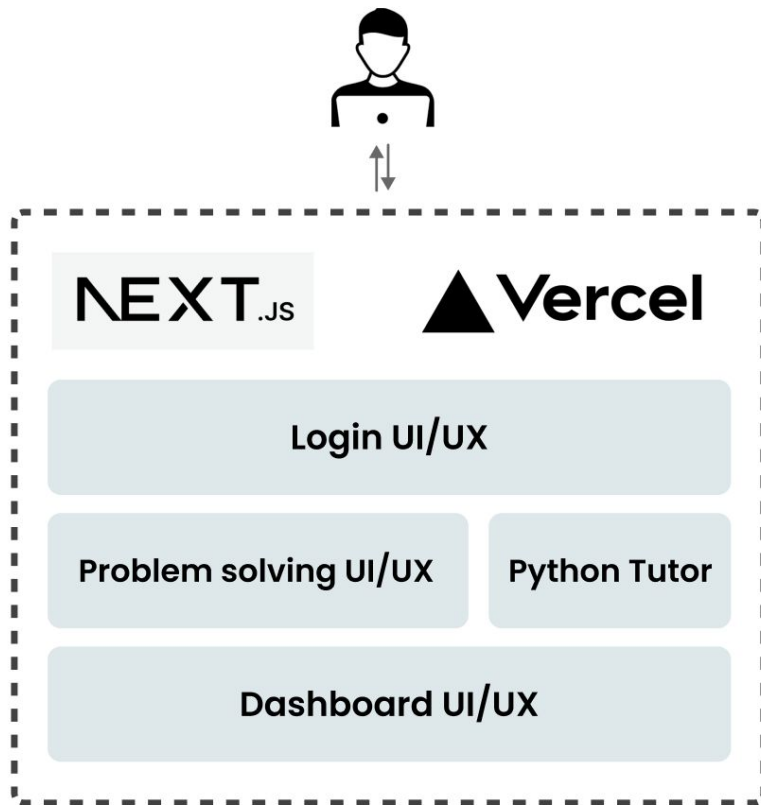 NEXT.JS
Vercel
Login UI/UX
Problem solving UI/UX
Python Tutor
Dashboard UI/UX